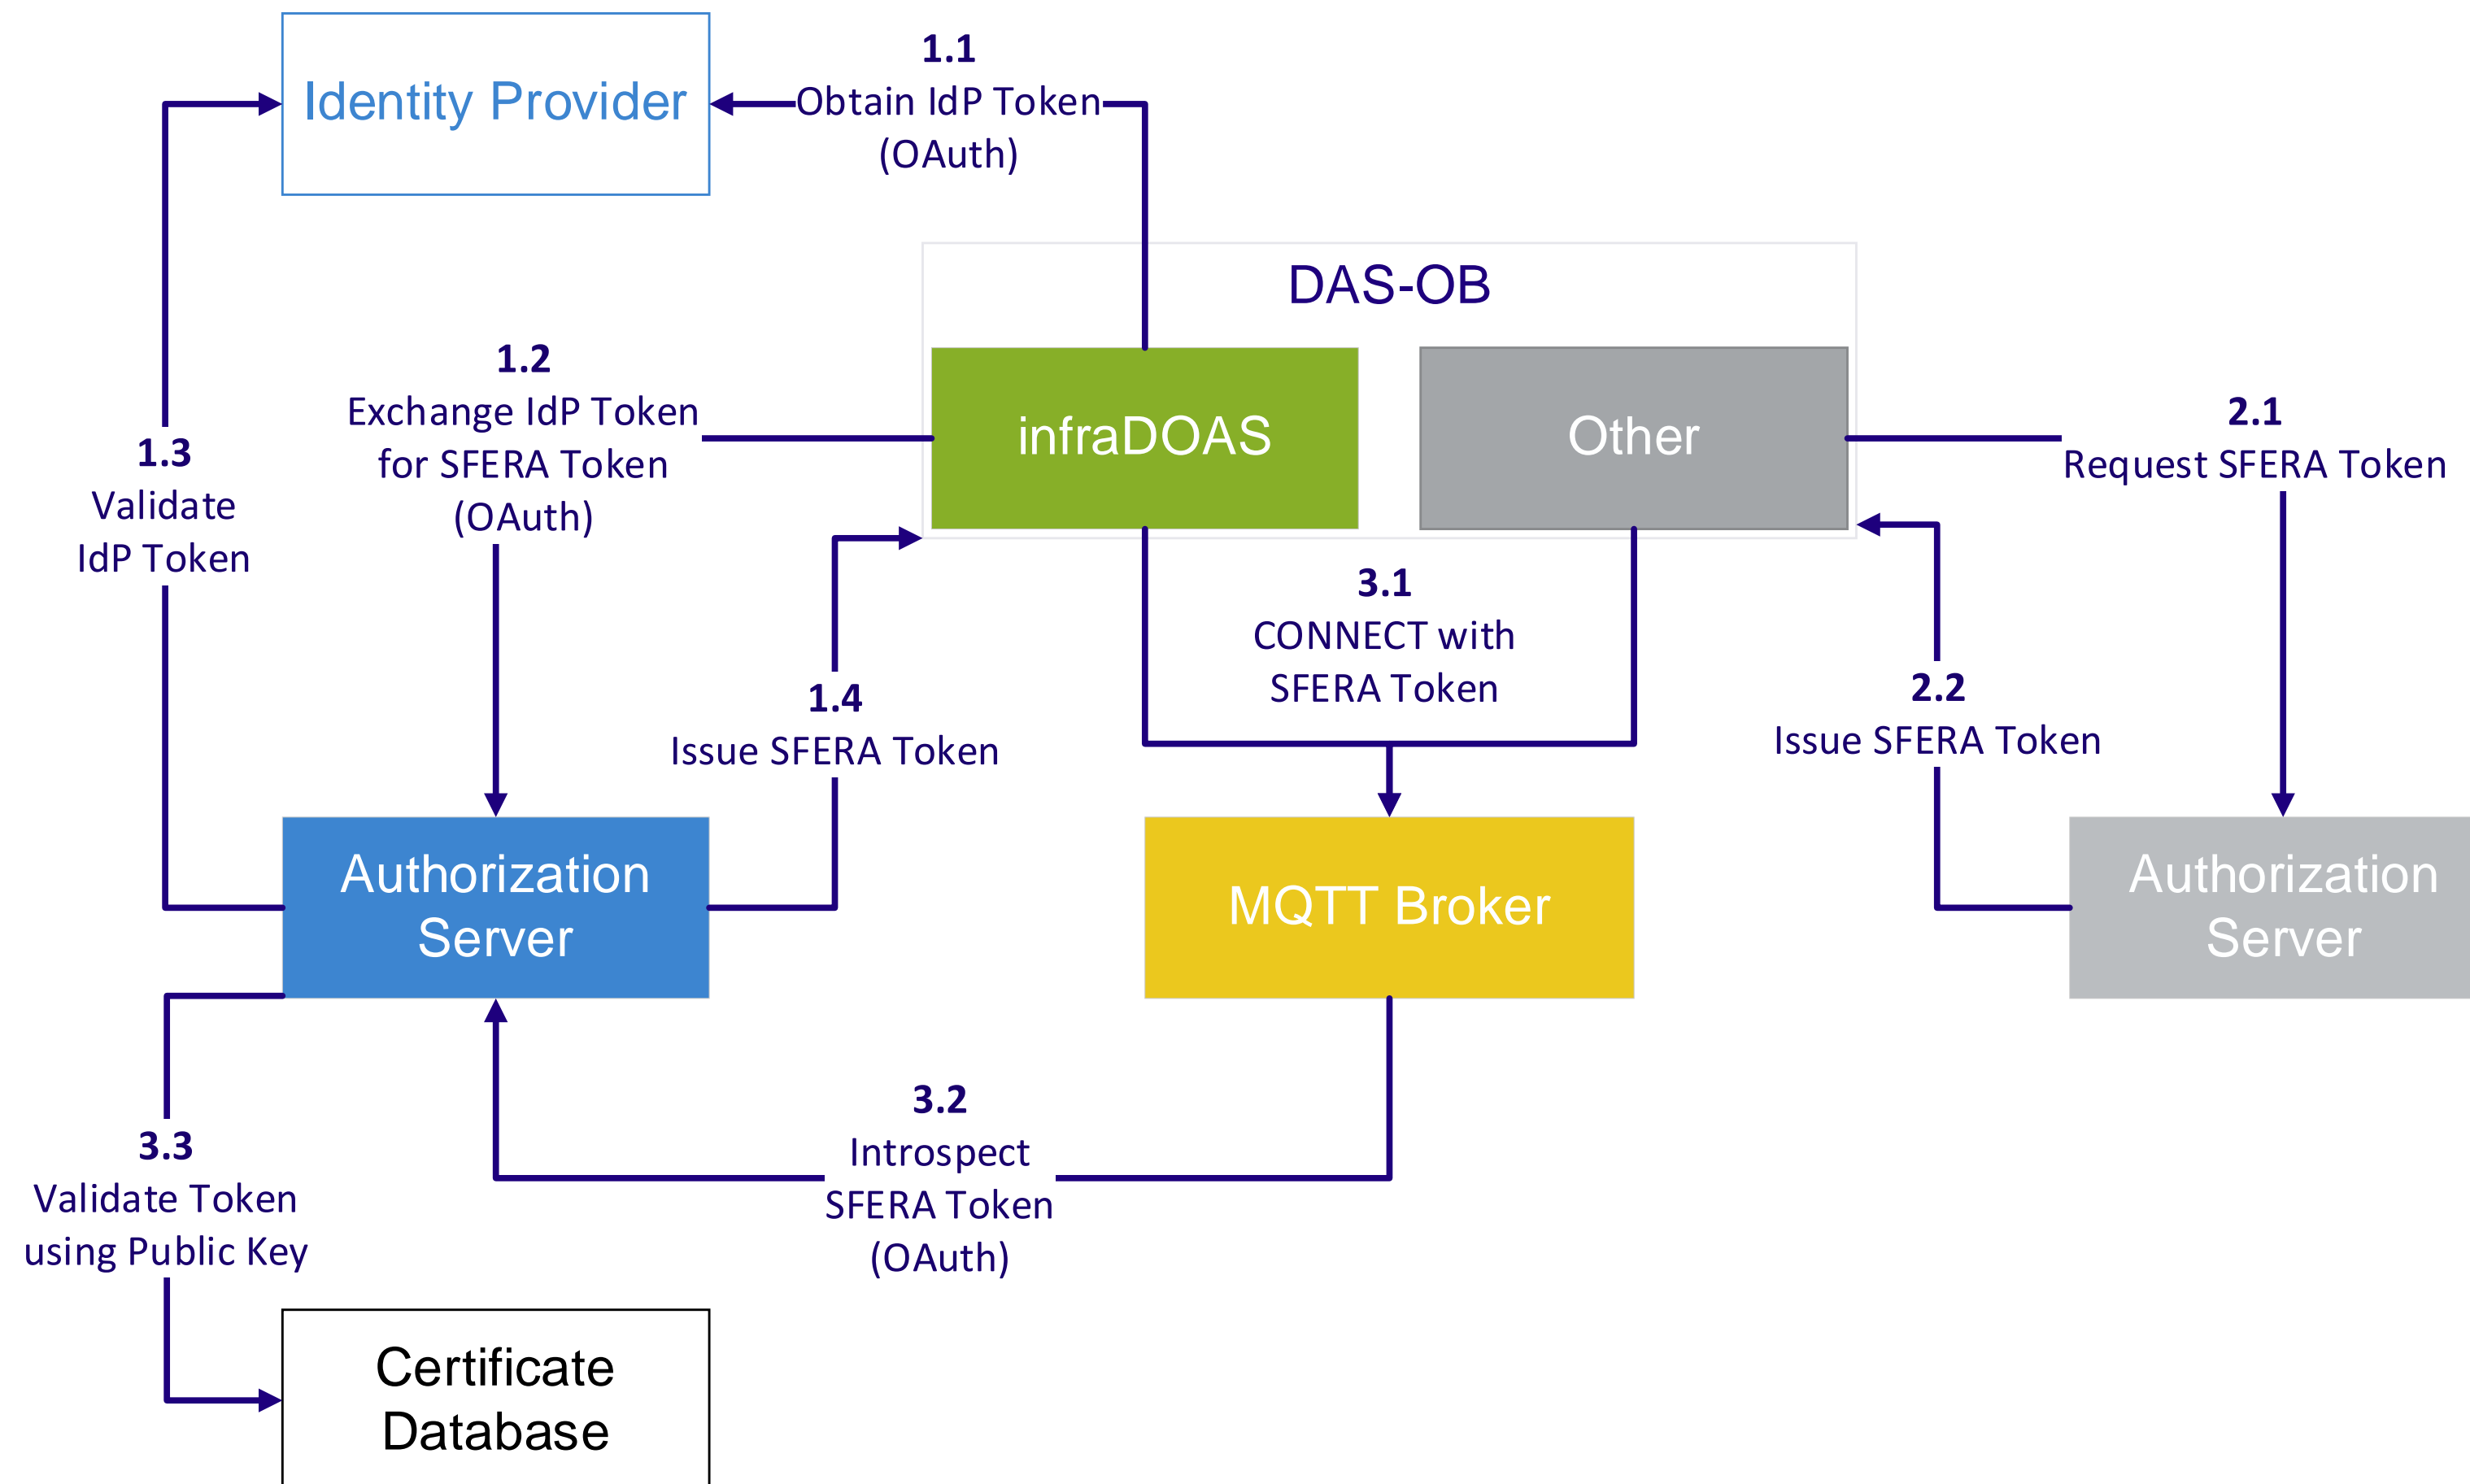 1.1
Identity Provider
Obtain IdP Token
(OAuth)
DAS-OB
1.2
Exchange IdP Token
for SFERA Token
(OAuth)
infraDOAS
Other
2.1
Request SFERA Token
1.3
Validate
IdP Token
3.1
CONNECT with
SFERA Token
1.4
Issue SFERA Token
2.2
Issue SFERA Token
Authorization
Server
MQTT Broker
Authorization
Server
3.2
Introspect
SFERA Token
(OAuth)
3.3
Validate Token
using Public Key
Certificate
Database